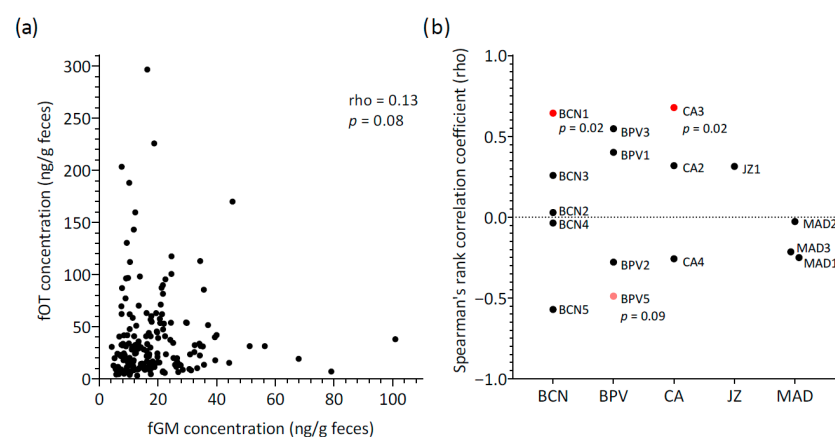 (a)
fOT concentration (ng/g feces)
300
250
200
150
100
50
0
rho = 0.13
p = 0.08
0 20 40 60 80 100
fGM concentration (ng/g feces)
(b)
Spearman's rank correlation coefficient (rho)
1.0
0.5
0.0
−0.5
−1.0
BCN1
p = 0.02
BCN3
BCN2
BCN4
BCN5
BPV3
BPV1
BPV2
BPV5
p = 0.09
CA3
p = 0.02
CA2
CA4
JZ1
MAD2
MAD3
MAD1
BCN BPV CA JZ MAD